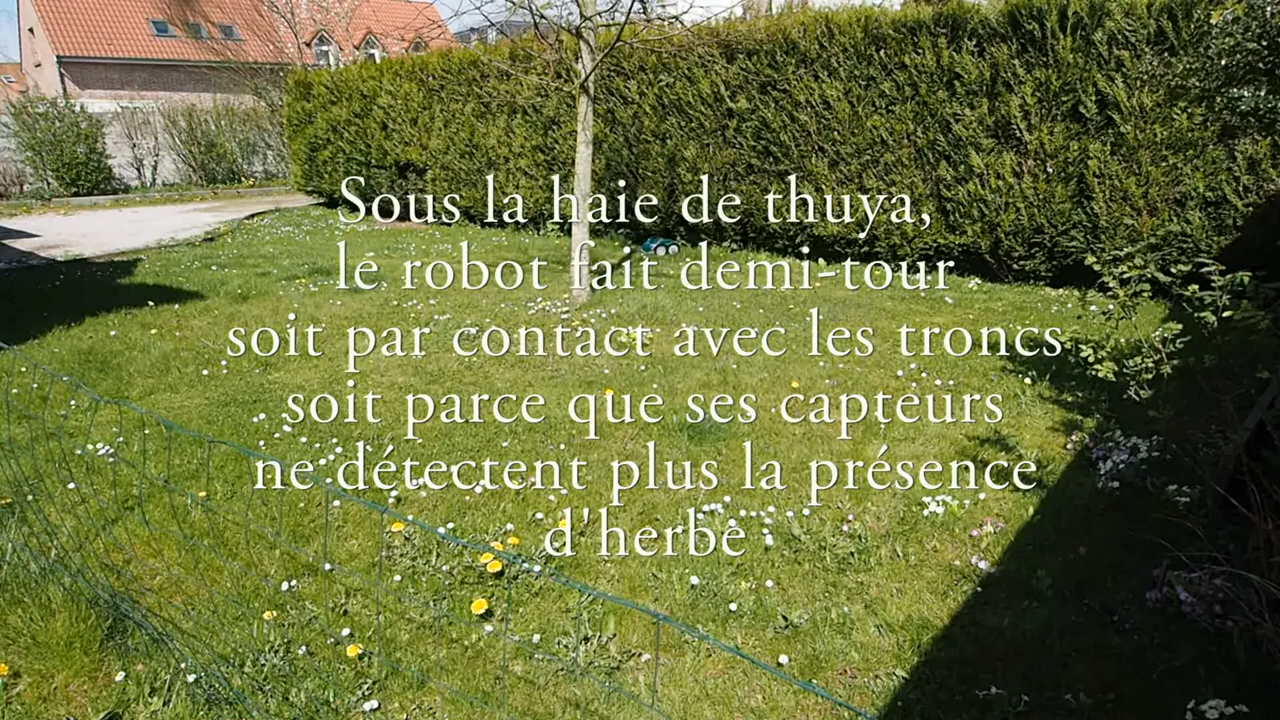 Sous la haie de thuya,
le robot fait demi-tour
soit par contact avec les troncs
soit parce que ses capteurs
ne détectent plus la présence
d'herbe